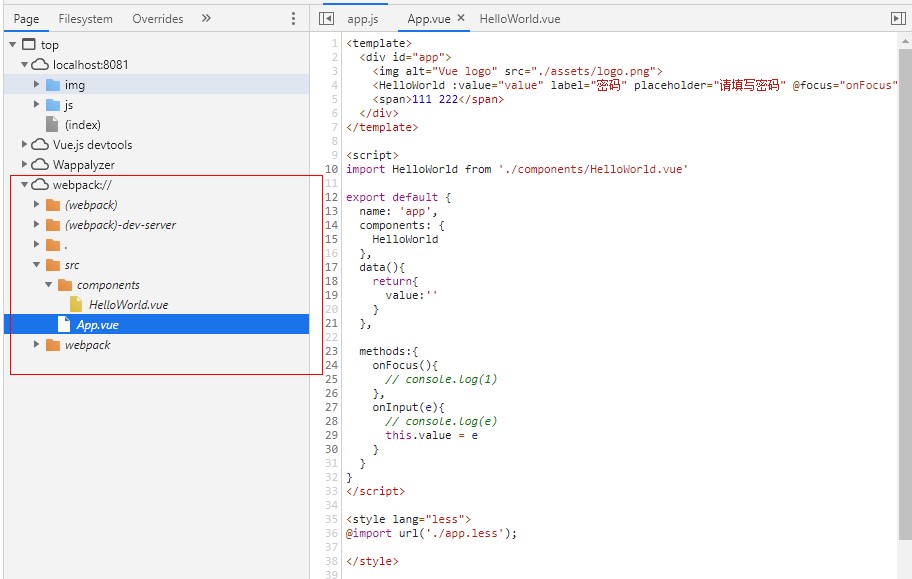 Page Filesystem Overrides » app.js App.vue × HelloWorld.vue
top
localhost:8081
img
js
(index)
Vue.js devtools
Wappalyzer
webpack://
(webpack)
(webpack)-dev-server
.
src
components
HelloWorld.vue
App.vue
webpack
1 <template>
2 <div id="app">
3 <img alt="Vue logo" src="./assets/logo.png">
4 <HelloWorld :value="value" label="密码" placeholder="请填写密码" @focus="onFocus"
5 <span>111 222</span>
6 </div>
7 </template>
8
9 <script>
10 import HelloWorld from './components/HelloWorld.vue'
11
12 export default {
13 name: 'app',
14 components: {
15 HelloWorld
16 },
17 data(){
18 return{
19 value:''
20 }
21 },
22
23 methods:{
24 onFocus(){
25 // console.log(1)
26 },
27 onInput(e){
28 // console.log(e)
29 this.value = e
30 }
31 }
32 }
33 </script>
34
35 <style lang="less">
36 @import url('./app.less');
37
38 </style>
39